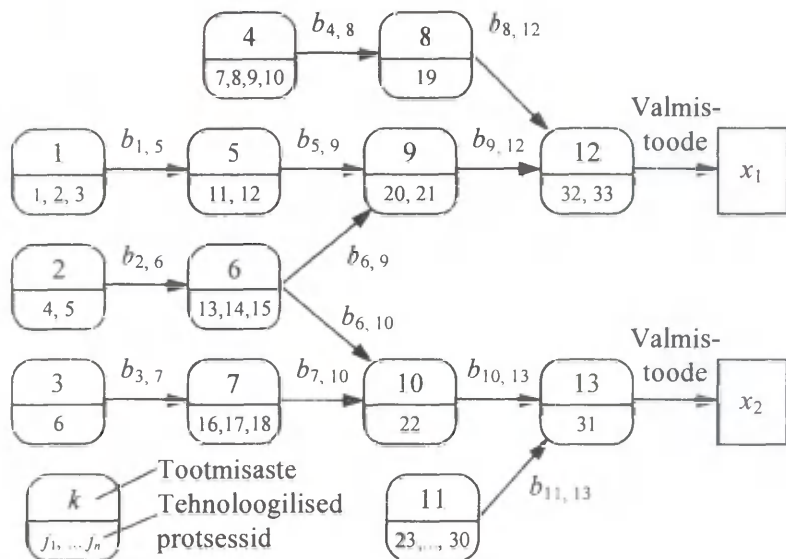 4
7,8,9,10
b4, 8
8
19
b8, 12
1
1, 2, 3
b1, 5
5
11, 12
b5, 9
9
20, 21
b9, 12
12
32, 33
Valmis-
toode
x1
2
4, 5
b2, 6
6
13,14,15
b6, 9
b6, 10
3
6
b3, 7
7
16,17,18
b7, 10
10
22
b10, 13
13
31
Valmis-
toode
x2
k
j1, ... jn
Tootmisaste
Tehnoloogilised
protsessid
11
23,..., 30
b11, 13